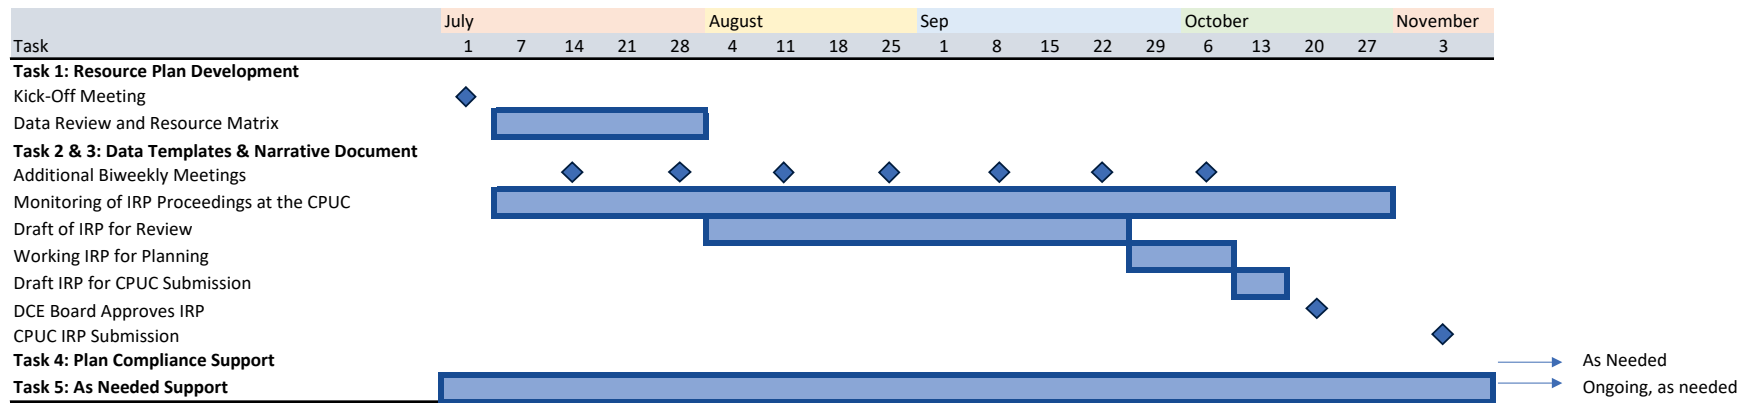 July August Sep October November
Task 1 7 14 21 28 4 11 18 25 1 8 15 22 29 6 13 20 27 3
Task 1: Resource Plan Development
Kick-Off Meeting
Data Review and Resource Matrix
Task 2 & 3: Data Templates & Narrative Document
Additional Biweekly Meetings
Monitoring of IRP Proceedings at the CPUC
Draft of IRP for Review
Working IRP for Planning
Draft IRP for CPUC Submission
DCE Board Approves IRP
CPUC IRP Submission
Task 4: Plan Compliance Support As Needed
Task 5: As Needed Support Ongoing, as needed